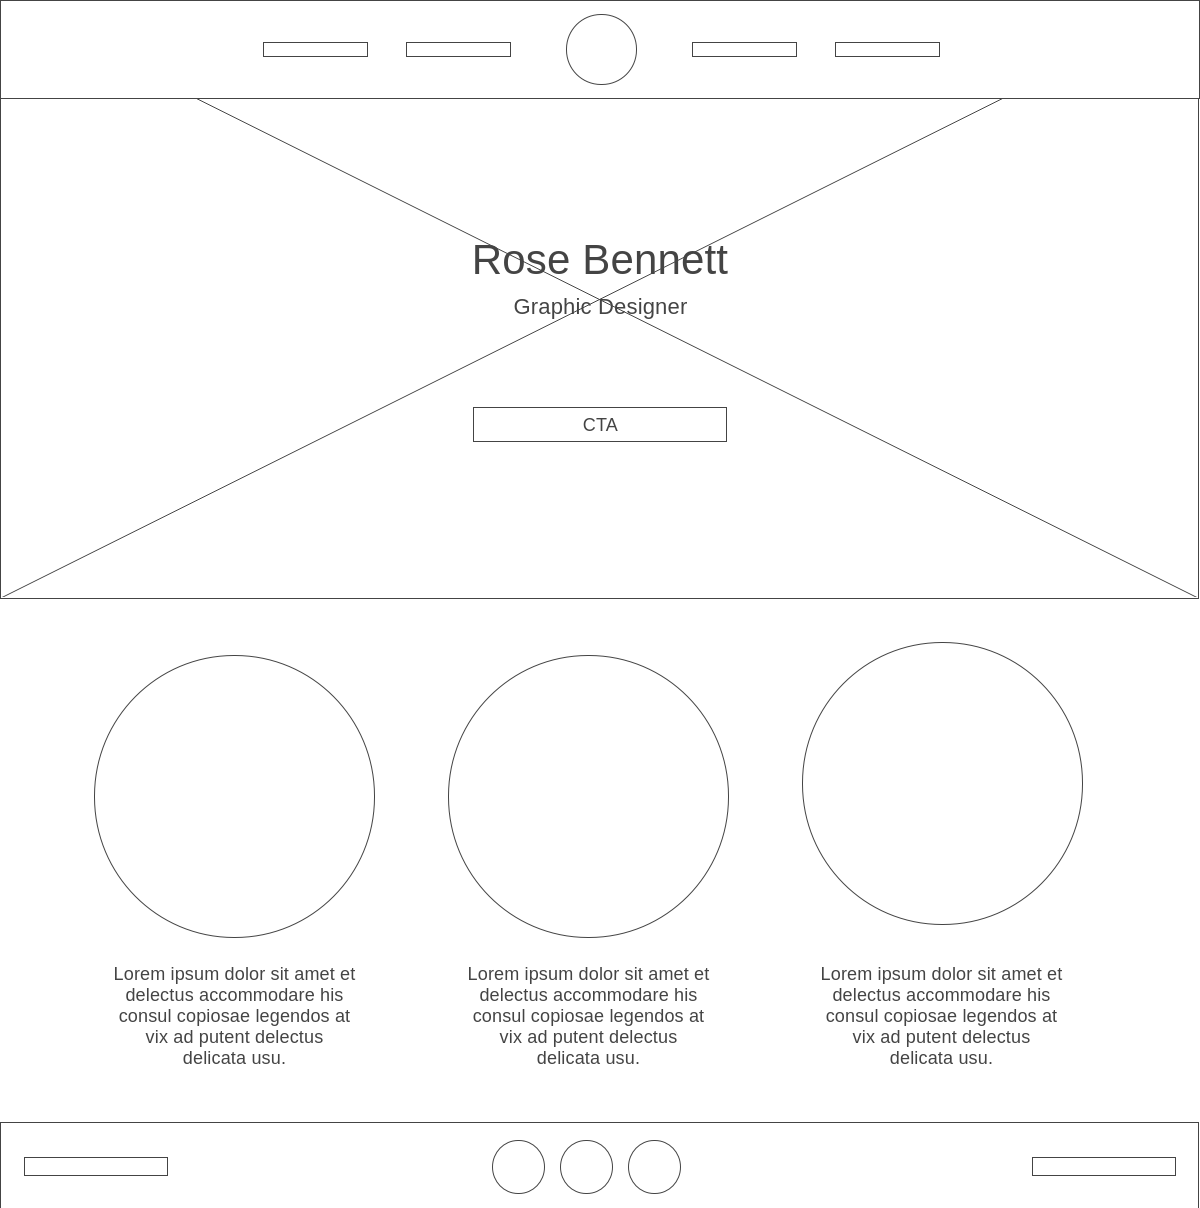 Rose Bennett
Graphic Designer
CTA
Lorem ipsum dolor sit amet et
delectus accommodare his
consul copiosae legendos at
vix ad putent delectus
delicata usu.
Lorem ipsum dolor sit amet et
delectus accommodare his
consul copiosae legendos at
vix ad putent delectus
delicata usu.
Lorem ipsum dolor sit amet et
delectus accommodare his
consul copiosae legendos at
vix ad putent delectus
delicata usu.